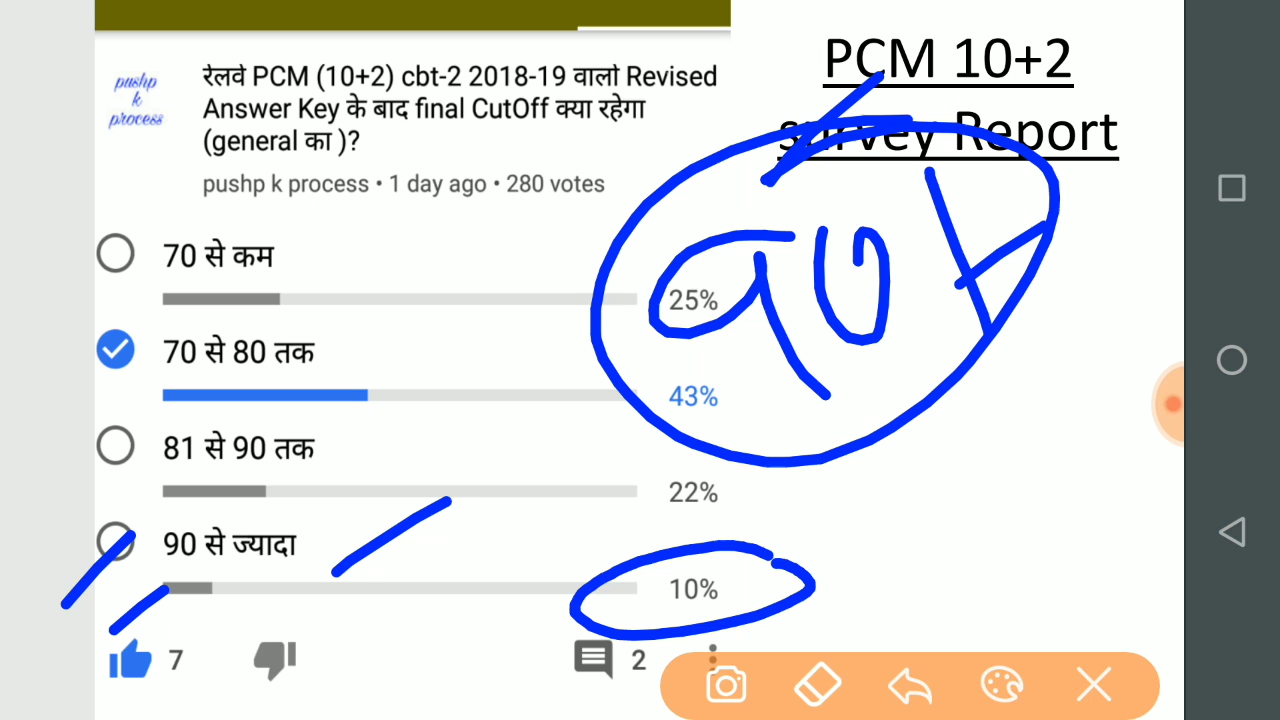 PCM 10+2
survey Report
pushp
k
process
रेलवे PCM (10+2) cbt-2 2018-19 वालो Revised
Answer Key के बाद final CutOff क्या रहेगा
(general का )?
pushp k process • 1 day ago • 280 votes
70 से कम
25%
70 से 80 तक
43%
81 से 90 तक
22%
90 से ज्यादा
10%
7
2